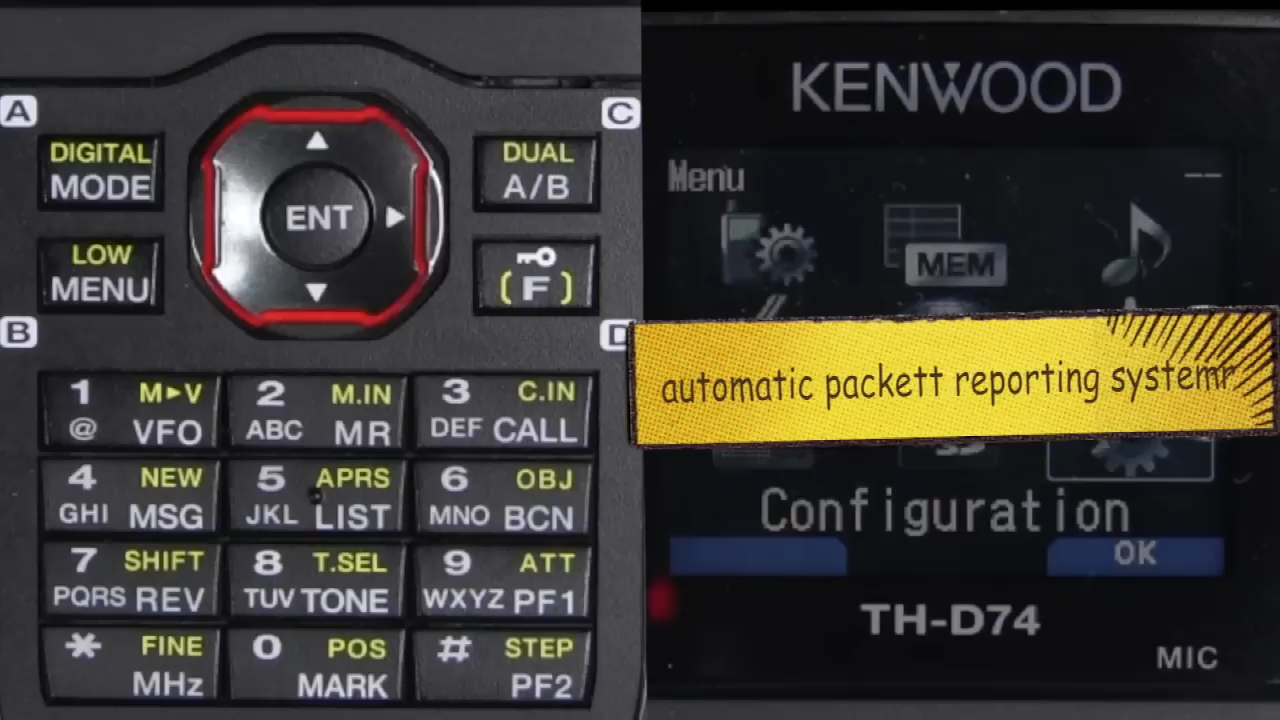 A
C
DIGITAL
MODE
DUAL
A/B
ENT
LOW
MENU
(F)
B
D
1 M►V
@ VFO
2 M.IN
ABC MR
3 C.IN
DEF CALL
4 NEW
GHI MSG
5 APRS
JKL LIST
6 OBJ
MNO BCN
7 SHIFT
PQRS REV
8 T.SEL
TUV TONE
9 ATT
WXYZ PF1
* FINE
MHz
0 POS
MARK
# STEP
PF2
KENWOOD
Menu --
MEM
automatic packett reporting systemr
Configuration
OK
TH-D74
MIC